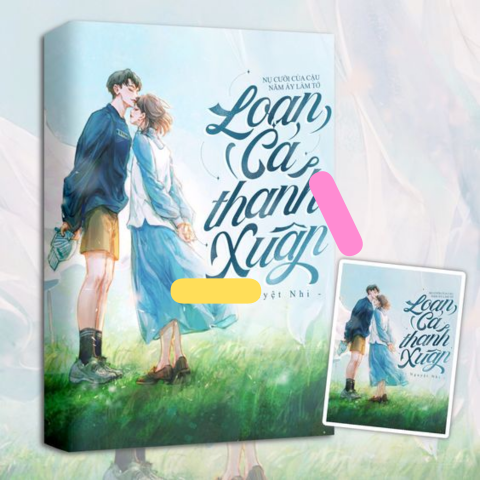 NỤ CƯỜI CỦA CẬU
NĂM ẤY LÀM TỚ
Loạn
Cả
thanh
Xuân
yệt Nhi -
Loạn
Cả
thanh
Xuân